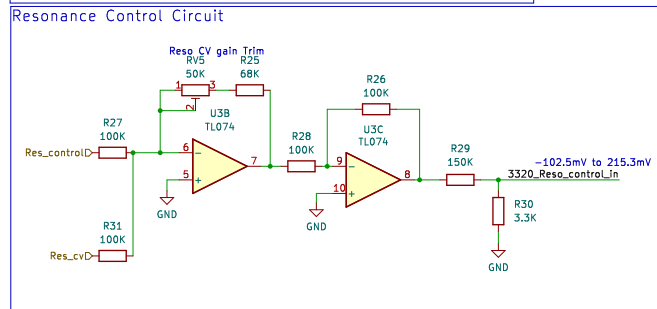 Resonance Control Circuit
Reso CV gain Trim
RV5
50K
R25
68K
1
3
2
R26
100K
U3B
TL074
R27
100K
R28
100K
U3C
TL074
R29
150K
-102.5mV to 215.3mV
3320_Reso_control_in
Res_control
6
-
7
9
-
8
5
+
10
+
GND
GND
R30
3.3K
R31
100K
Res_cv
GND